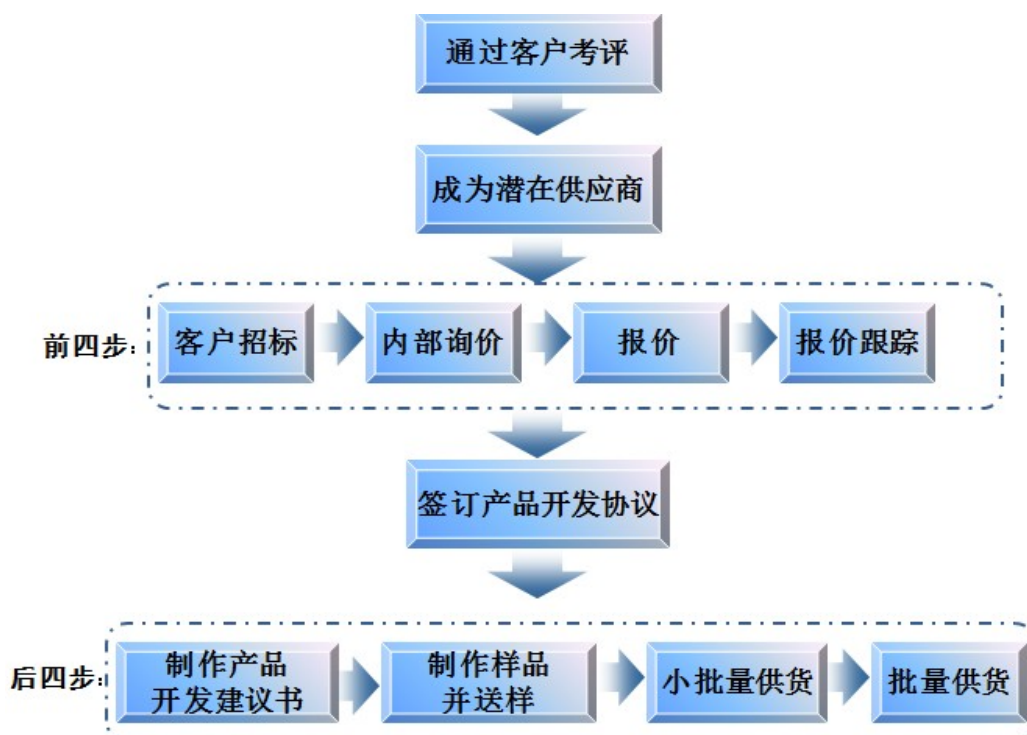 通过客户考评
成为潜在供应商
前四步：
客户招标
内部询价
报价
报价跟踪
签订产品开发协议
后四步：
制作产品
开发建议书
制作样品
并送样
小批量供货
批量供货